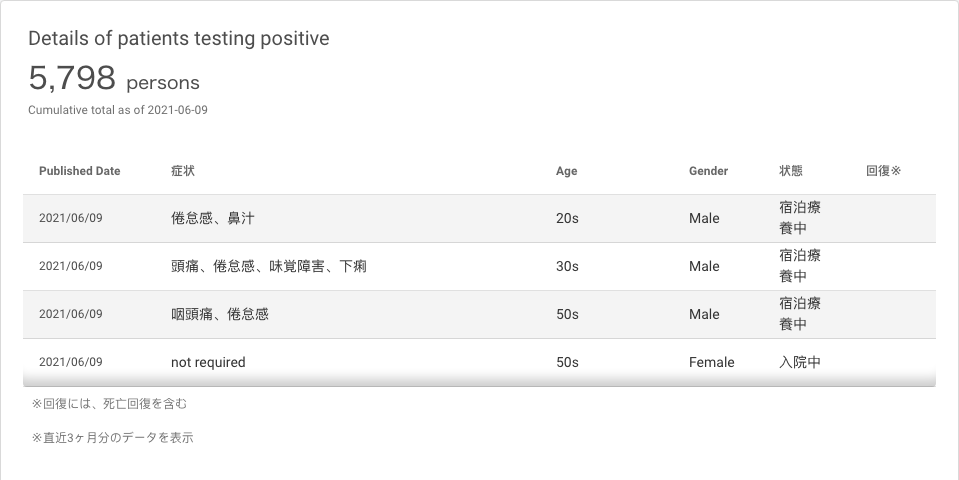 Details of patients testing positive
5,798 persons
Cumulative total as of 2021-06-09
Published Date 症状 Age Gender 状態 回復※
2021/06/09 倦怠感、鼻汁 20s Male 宿泊療
養中
2021/06/09 頭痛、倦怠感、味覚障害、下痢 30s Male 宿泊療
養中
2021/06/09 咽頭痛、倦怠感 50s Male 宿泊療
養中
2021/06/09 not required 50s Female 入院中
※回復には、死亡回復を含む
※直近3ヶ月分のデータを表示